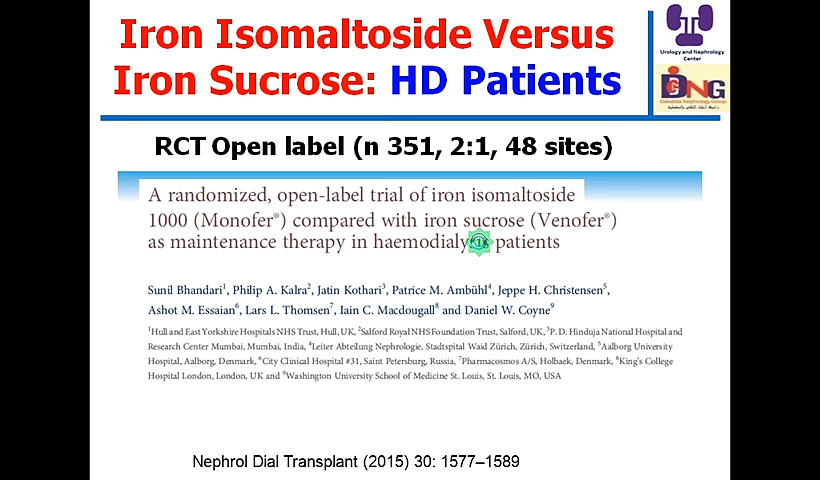 Iron Isomaltoside Versus
Iron Sucrose: HD Patients
Urology and Nephrology
Center
DNG
Dakahlia Nephrology Group
RCT Open label (n 351, 2:1, 48 sites)
A randomized, open-label trial of iron isomaltoside
1000 (Monofer®) compared with iron sucrose (Venofer®)
as maintenance therapy in haemodialysis patients
Sunil Bhandari¹, Philip A. Kalra², Jatin Kothari³, Patrice M. Ambühl⁴, Jeppe H. Christensen⁵,
Ashot M. Essaian⁶, Lars L. Thomsen⁷, Iain C. Macdougall⁸ and Daniel W. Coyne⁹
¹Hull and East Yorkshire Hospitals NHS Trust, Hull, UK, ²Salford Royal NHS Foundation Trust, Salford, UK, ³P. D. Hinduja National Hospital and
Research Center Mumbai, Mumbai, India, ⁴Leiter Abteilung Nephrologie, Stadtspital Waid Zürich, Zürich, Switzerland, ⁵Aalborg University
Hospital, Aalborg, Denmark, ⁶City Clinical Hospital #31, Saint Petersburg, Russia, ⁷Pharmacosmos A/S, Holbaek, Denmark, ⁸King's College
Hospital London, London, UK and ⁹Washington University School of Medicine St. Louis, St. Louis, MO, USA
Nephrol Dial Transplant (2015) 30: 1577–1589